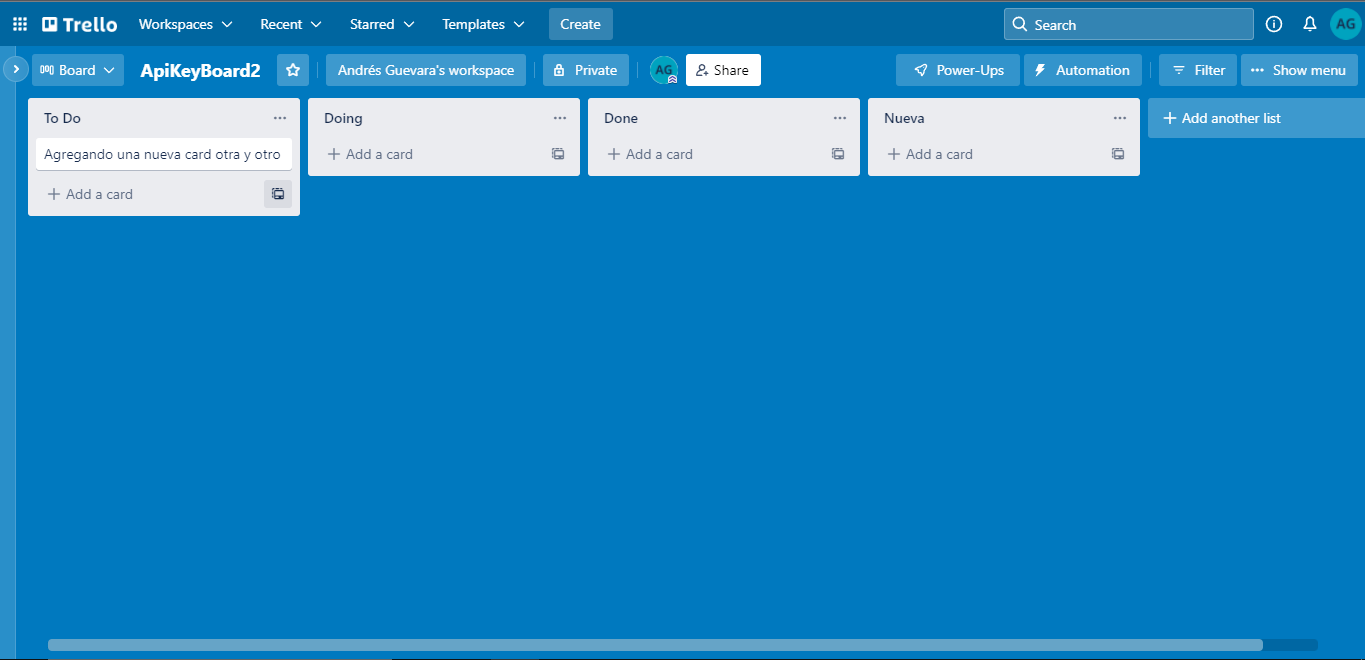 Trello Workspaces Recent Starred Templates Create Search AG
Board ApiKeyBoard2 Andrés Guevara's workspace Private AG Share Power-Ups Automation Filter Show menu
To Do Doing Done Nueva + Add another list
Agregando una nueva card otra y otro + Add a card + Add a card + Add a card
+ Add a card